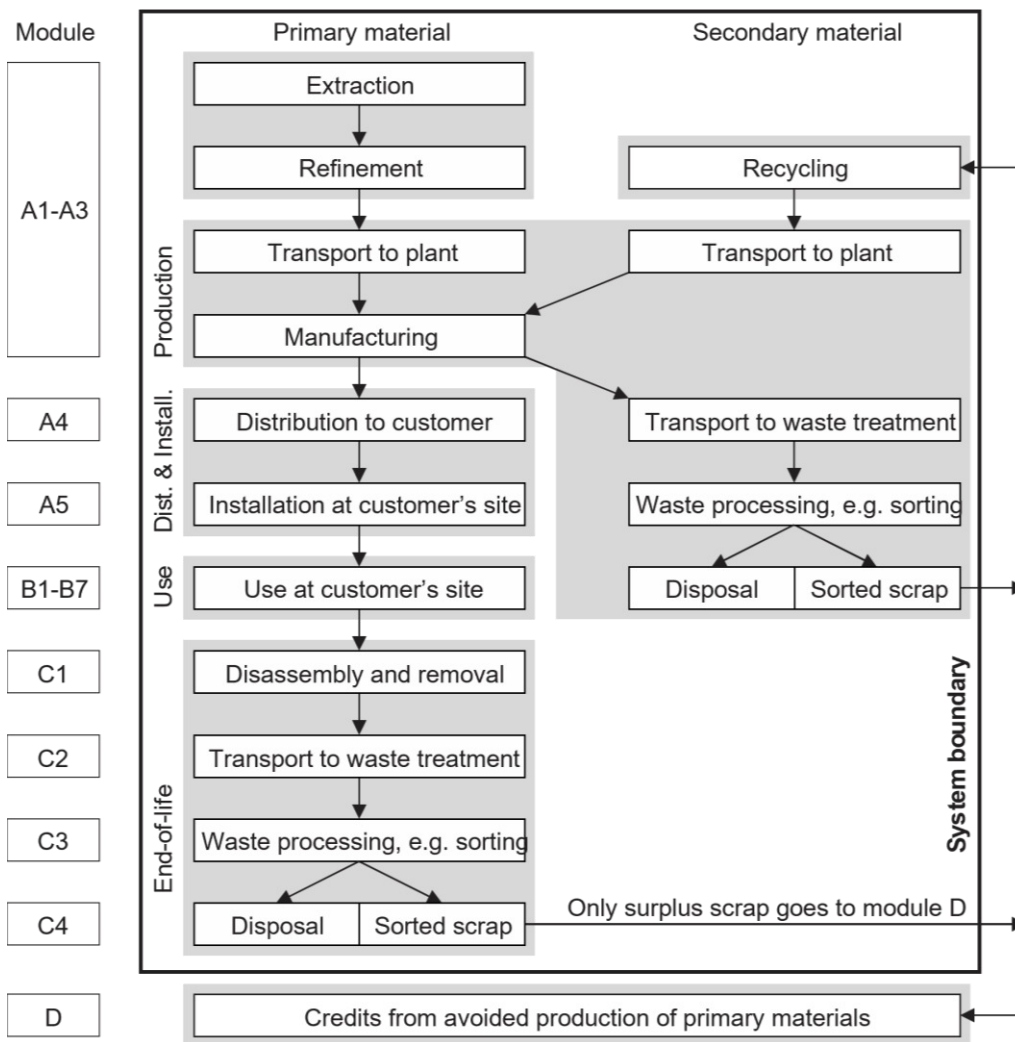 Module
Primary material
Secondary material
Extraction
Refinement
Recycling
A1-A3
Transport to plant
Transport to plant
Production
Manufacturing
A4
Distribution to customer
Transport to waste treatment
Dist. & Install.
A5
Installation at customer’s site
Waste processing, e.g. sorting
B1-B7
Use
Use at customer’s site
Disposal
Sorted scrap
C1
Disassembly and removal
C2
Transport to waste treatment
System boundary
End-of-life
C3
Waste processing, e.g. sorting
C4
Disposal
Sorted scrap
Only surplus scrap goes to module D
D
Credits from avoided production of primary materials